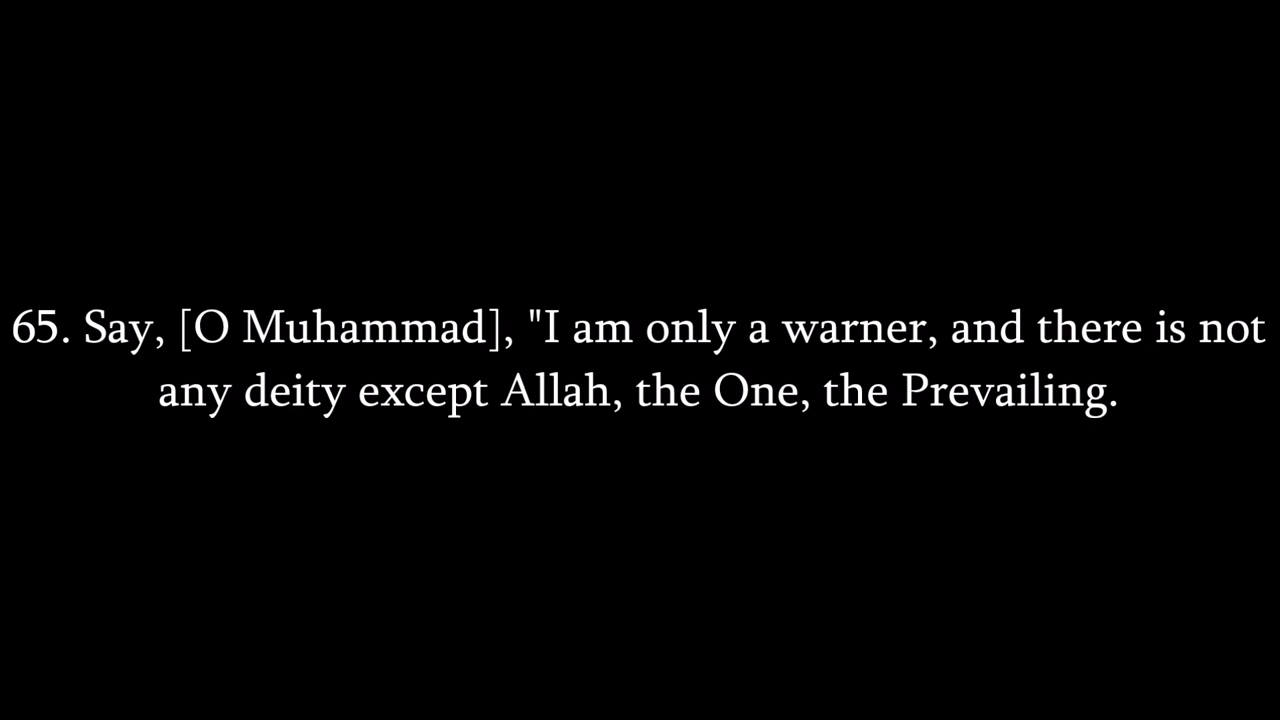 65. Say, [O Muhammad], "I am only a warner, and there is not
any deity except Allah, the One, the Prevailing.